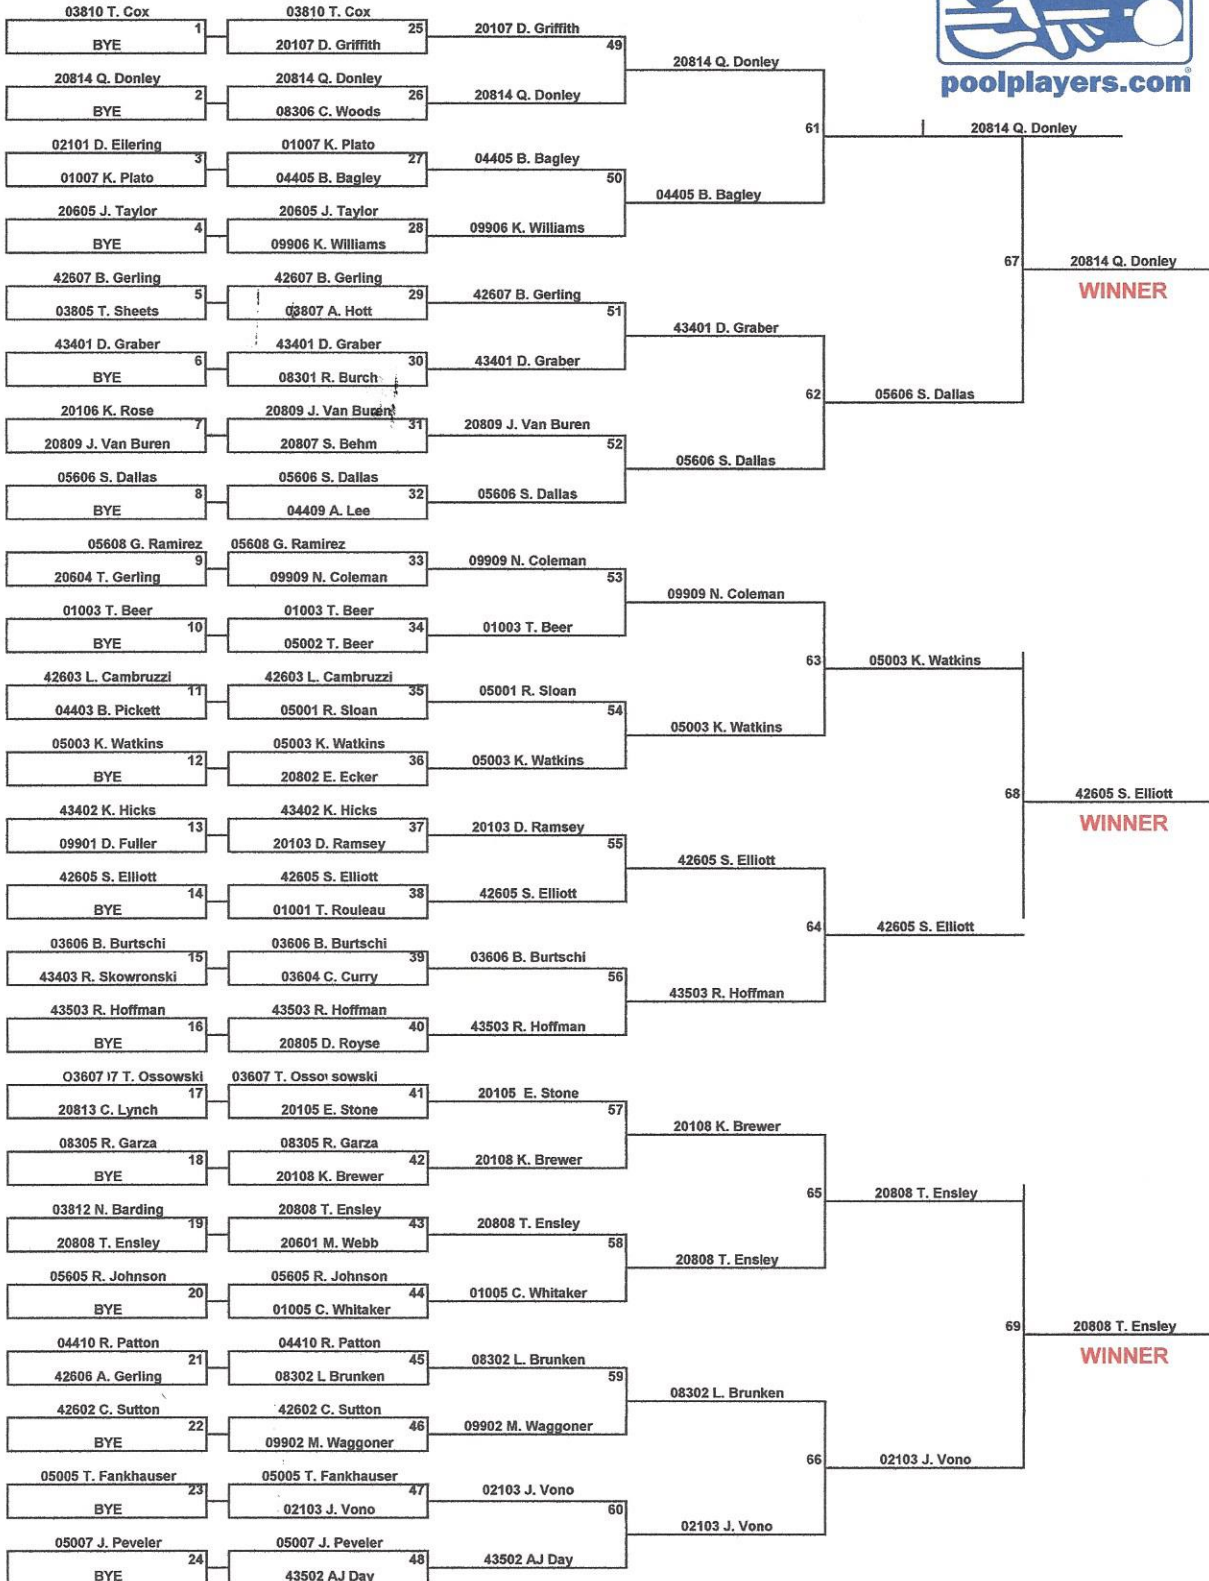 poolplayers.com®
03810 T. Cox
1
BYE
20814 Q. Donley
2
BYE
02101 D. Eilering
3
01007 K. Plato
20605 J. Taylor
4
BYE
42607 B. Gerling
5
03805 T. Sheets
43401 D. Graber
6
BYE
20106 K. Rose
7
20809 J. Van Buren
05606 S. Dallas
8
BYE
05608 G. Ramirez
9
20604 T. Gerling
01003 T. Beer
10
BYE
42603 L. Cambruzzi
11
04403 B. Pickett
05003 K. Watkins
12
BYE
43402 K. Hicks
13
09901 D. Fuller
42605 S. Elliott
14
BYE
03606 B. Burtschi
15
43403 R. Skowronski
43503 R. Hoffman
16
BYE
O3607 )7 T. Ossowski
17
20813 C. Lynch
08305 R. Garza
18
BYE
03812 N. Barding
19
20808 T. Ensley
05605 R. Johnson
20
BYE
04410 R. Patton
21
42606 A. Gerling
42602 C. Sutton
22
BYE
05005 T. Fankhauser
23
BYE
05007 J. Peveler
24
BYE
03810 T. Cox
25
20107 D. Griffith
20814 Q. Donley
26
08306 C. Woods
01007 K. Plato
27
04405 B. Bagley
20605 J. Taylor
28
09906 K. Williams
42607 B. Gerling
29
03807 A. Hott
43401 D. Graber
30
08301 R. Burch
20809 J. Van Buren
31
20807 S. Behm
05606 S. Dallas
32
04409 A. Lee
05608 G. Ramirez
33
09909 N. Coleman
01003 T. Beer
34
05002 T. Beer
42603 L. Cambruzzi
35
05001 R. Sloan
05003 K. Watkins
36
20802 E. Ecker
43402 K. Hicks
37
20103 D. Ramsey
42605 S. Elliott
38
01001 T. Rouleau
03606 B. Burtschi
39
03604 C. Curry
43503 R. Hoffman
40
20805 D. Royse
03607 T. Ossoı sowski
41
20105 E. Stone
08305 R. Garza
42
20108 K. Brewer
20808 T. Ensley
43
20601 M. Webb
05605 R. Johnson
44
01005 C. Whitaker
04410 R. Patton
45
08302 L Brunken
42602 C. Sutton
46
09902 M. Waggoner
05005 T. Fankhauser
47
02103 J. Vono
05007 J. Peveler
48
43502 AJ Day
20107 D. Griffith
49
20814 Q. Donley
04405 B. Bagley
50
09906 K. Williams
42607 B. Gerling
51
43401 D. Graber
20809 J. Van Buren
52
05606 S. Dallas
09909 N. Coleman
53
01003 T. Beer
05001 R. Sloan
54
05003 K. Watkins
20103 D. Ramsey
55
42605 S. Elliott
03606 B. Burtschi
56
43503 R. Hoffman
20105 E. Stone
57
20108 K. Brewer
20808 T. Ensley
58
01005 C. Whitaker
08302 L. Brunken
59
09902 M. Waggoner
02103 J. Vono
60
43502 AJ Day
20814 Q. Donley
61
04405 B. Bagley
43401 D. Graber
62
05606 S. Dallas
09909 N. Coleman
63
05003 K. Watkins
42605 S. Elliott
64
43503 R. Hoffman
20108 K. Brewer
65
20808 T. Ensley
08302 L. Brunken
66
02103 J. Vono
20814 Q. Donley
67
05606 S. Dallas
05003 K. Watkins
68
42605 S. Elliott
20808 T. Ensley
69
02103 J. Vono
20814 Q. Donley
WINNER
42605 S. Elliott
WINNER
20808 T. Ensley
WINNER